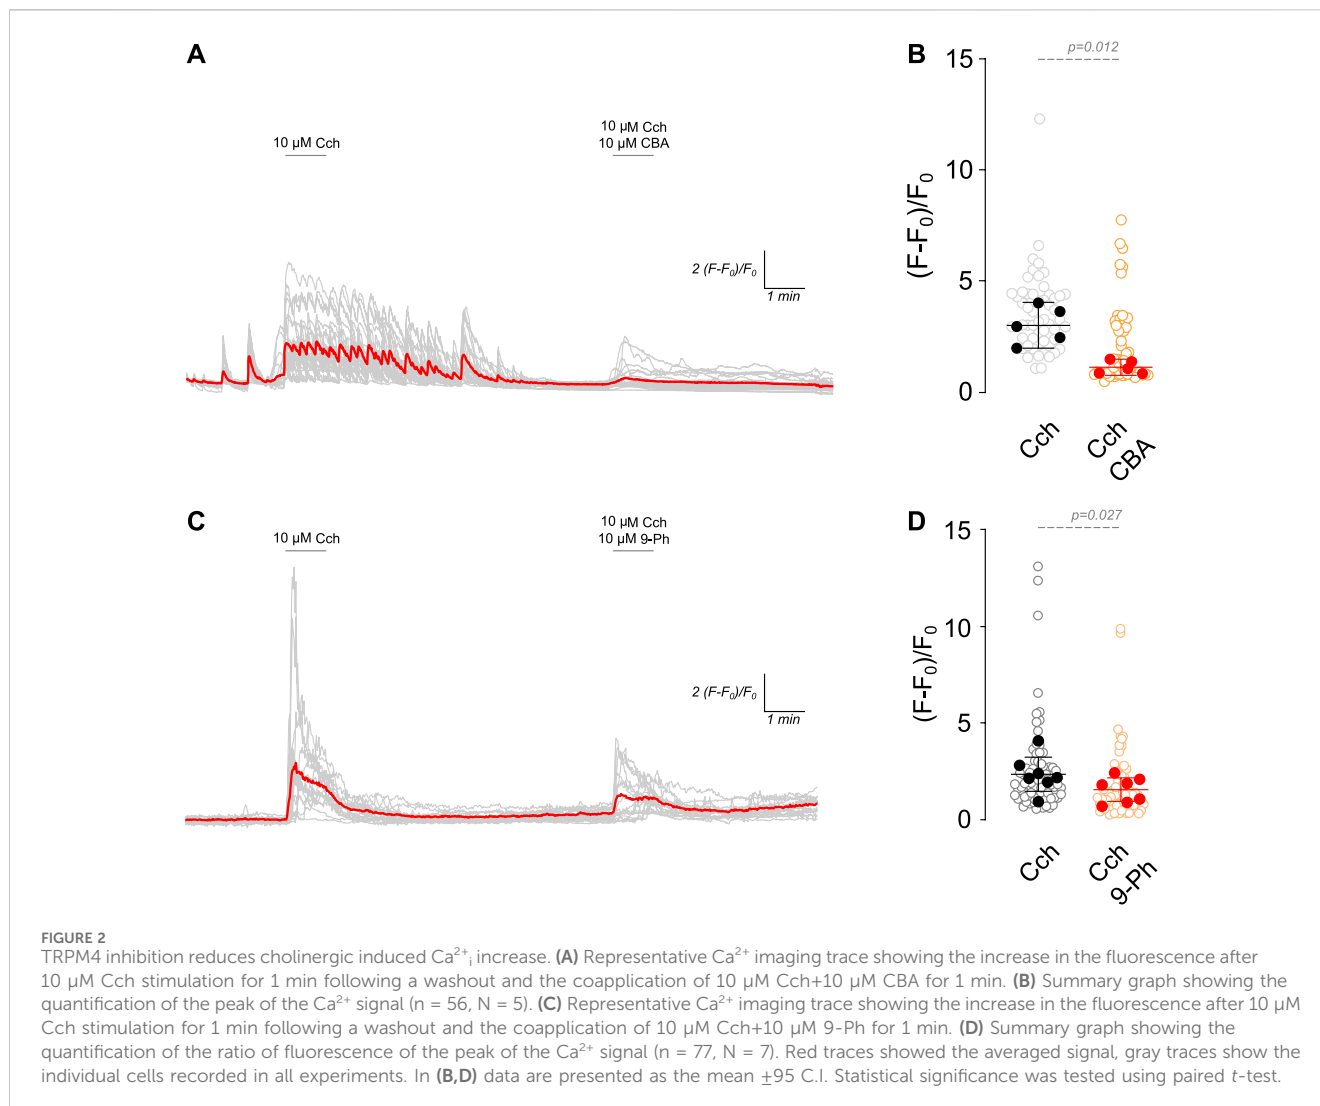 A
10 µM Cch
10 µM Cch
10 µM CBA
2 (F-F0)/F0
1 min
B
(F-F0)/F0
15
10
5
0
p=0.012
Cch
Cch
CBA
C
10 µM Cch
10 µM Cch
10 µM 9-Ph
2 (F-F0)/F0
1 min
D
(F-F0)/F0
15
10
5
0
p=0.027
Cch
Cch
9-Ph
FIGURE 2
TRPM4 inhibition reduces cholinergic induced Ca²⁺ᵢ increase. (A) Representative Ca²⁺ imaging trace showing the increase in the fluorescence after
10 µM Cch stimulation for 1 min following a washout and the coapplication of 10 µM Cch+10 µM CBA for 1 min. (B) Summary graph showing the
quantification of the peak of the Ca²⁺ signal (n = 56, N = 5). (C) Representative Ca²⁺ imaging trace showing the increase in the fluorescence after 10 µM
Cch stimulation for 1 min following a washout and the coapplication of 10 µM Cch+10 µM 9-Ph for 1 min. (D) Summary graph showing the
quantification of the ratio of fluorescence of the peak of the Ca²⁺ signal (n = 77, N = 7). Red traces showed the averaged signal, gray traces show the
individual cells recorded in all experiments. In (B,D) data are presented as the mean ±95 C.I. Statistical significance was tested using paired t-test.